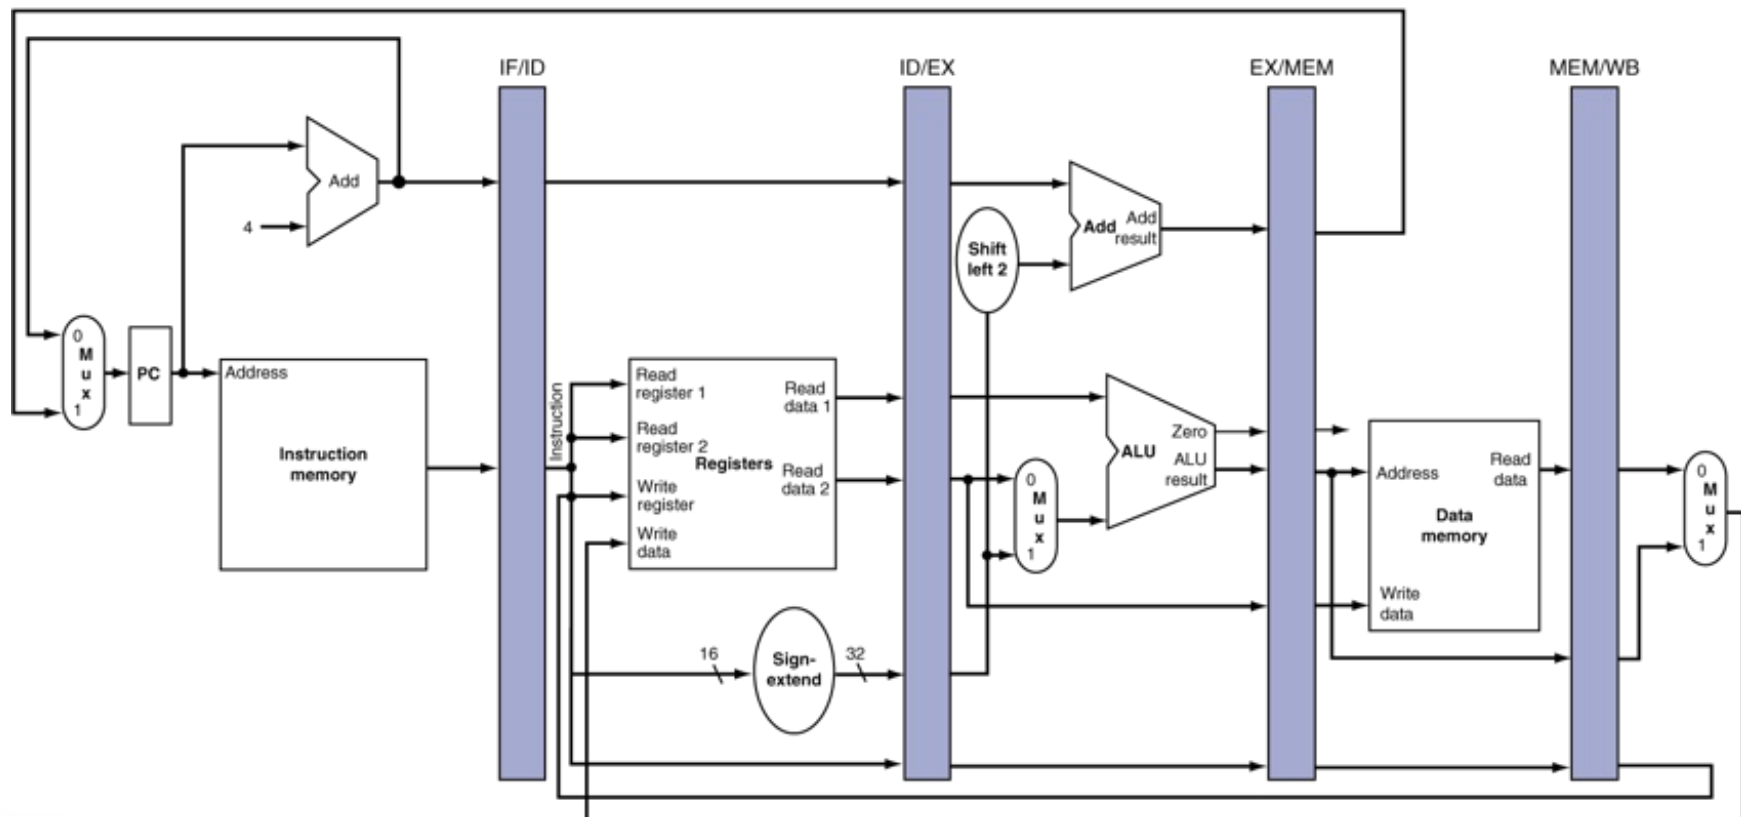 IF/ID
ID/EX
EX/MEM
MEM/WB
Add
4
Shift
left 2
Add
Add
result
0
M
u
x
1
PC
Address
Instruction
memory
Instruction
Read
register 1
Read
register 2
Write
register
Write
data
Registers
Read
data 1
Read
data 2
16
Sign-
extend
32
0
M
u
x
1
Zero
ALU
ALU
result
Address
Read
data
Data
memory
Write
data
0
M
u
x
1